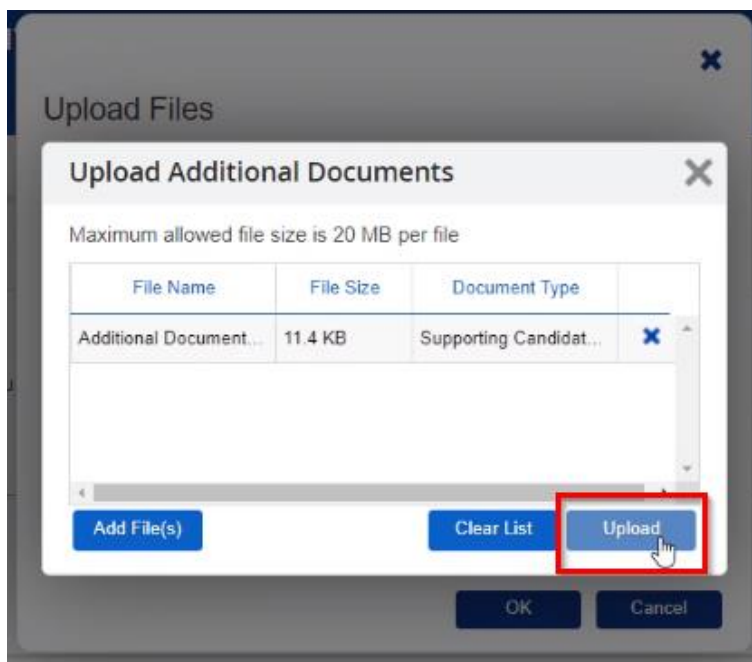 Upload Files
Upload Additional Documents
Maximum allowed file size is 20 MB per file
File Name File Size Document Type
Additional Document... 11.4 KB Supporting Candidat...
Add File(s) Clear List Upload
OK Cancel